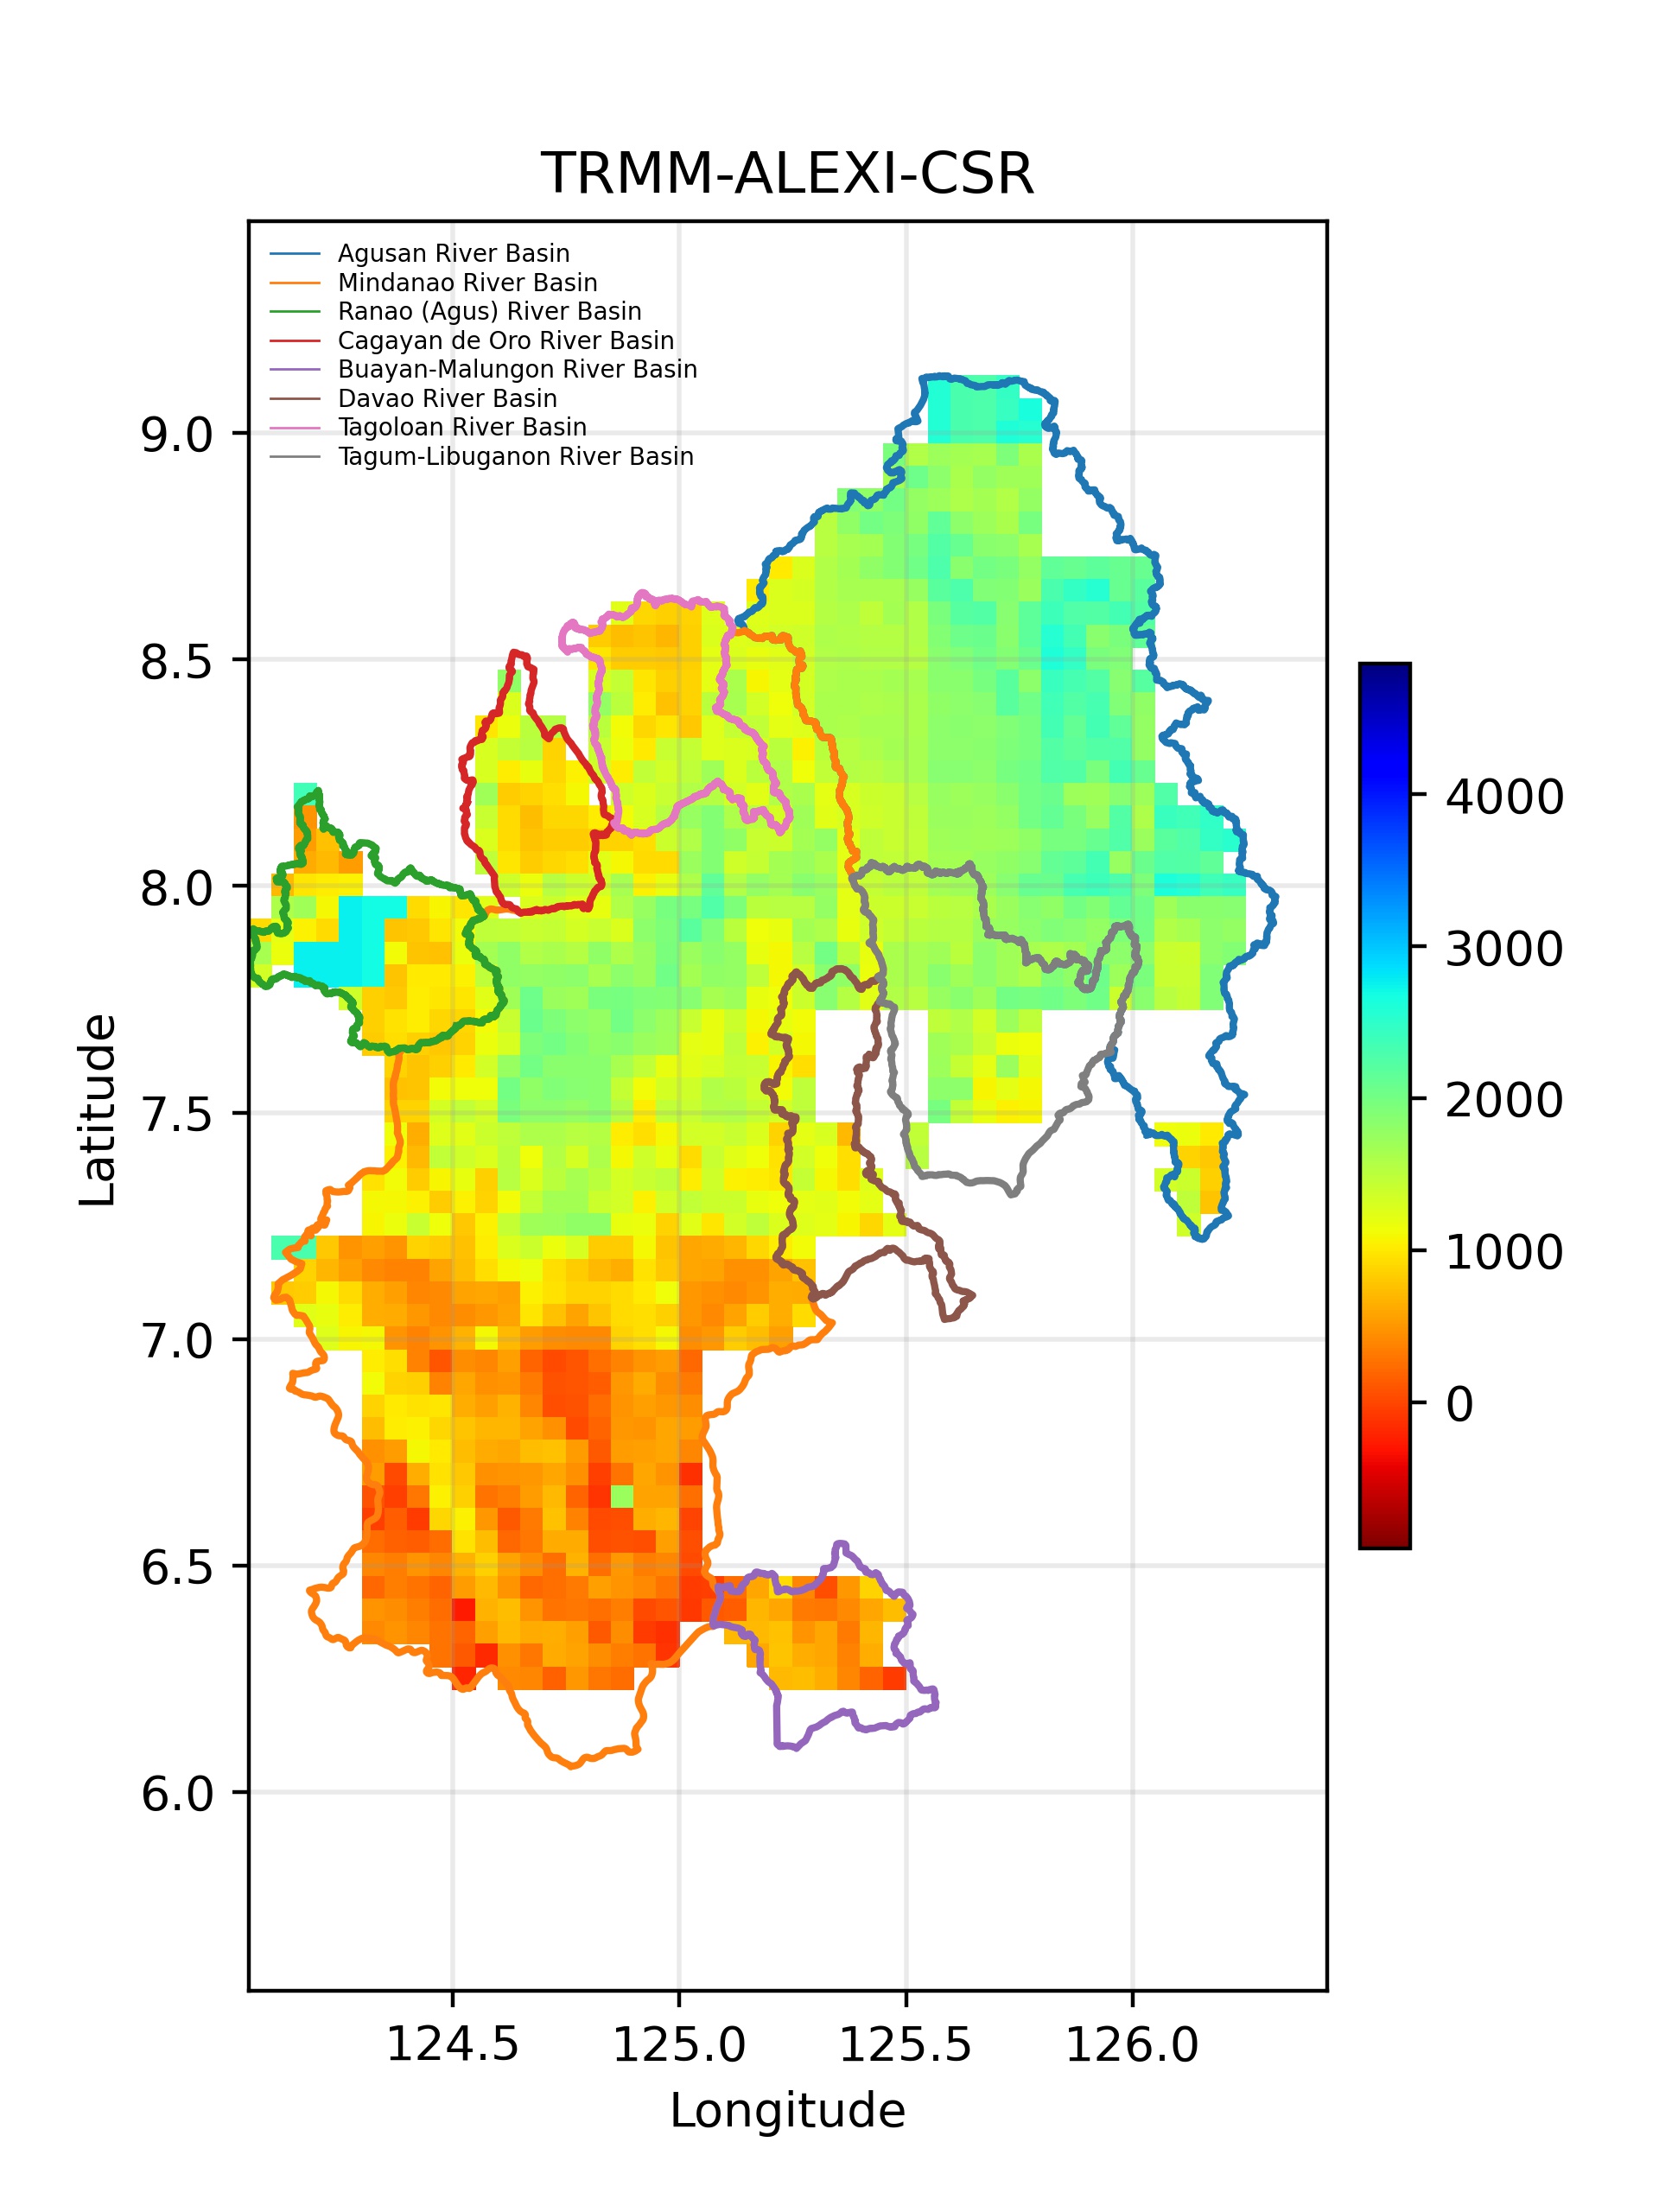 TRMM-ALEXI-CSR
Agusan River Basin
Mindanao River Basin
Ranao (Agus) River Basin
Cagayan de Oro River Basin
Buayan-Malungon River Basin
Davao River Basin
Tagoloan River Basin
Tagum-Libuganon River Basin
9.0
8.5
8.0
7.5
7.0
6.5
6.0
Latitude
124.5 125.0 125.5 126.0
Longitude
4000
3000
2000
1000
0